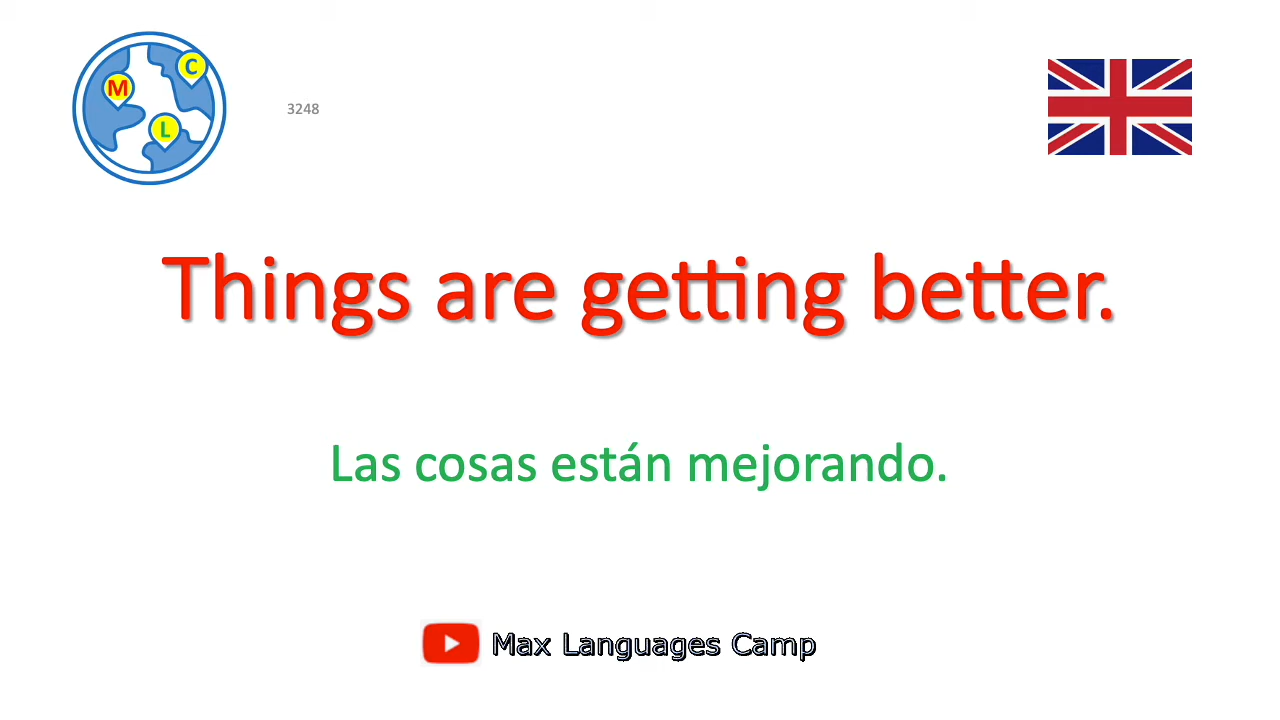 C
M
L
3248
Things are getting better.
Las cosas están mejorando.
Max Languages Camp